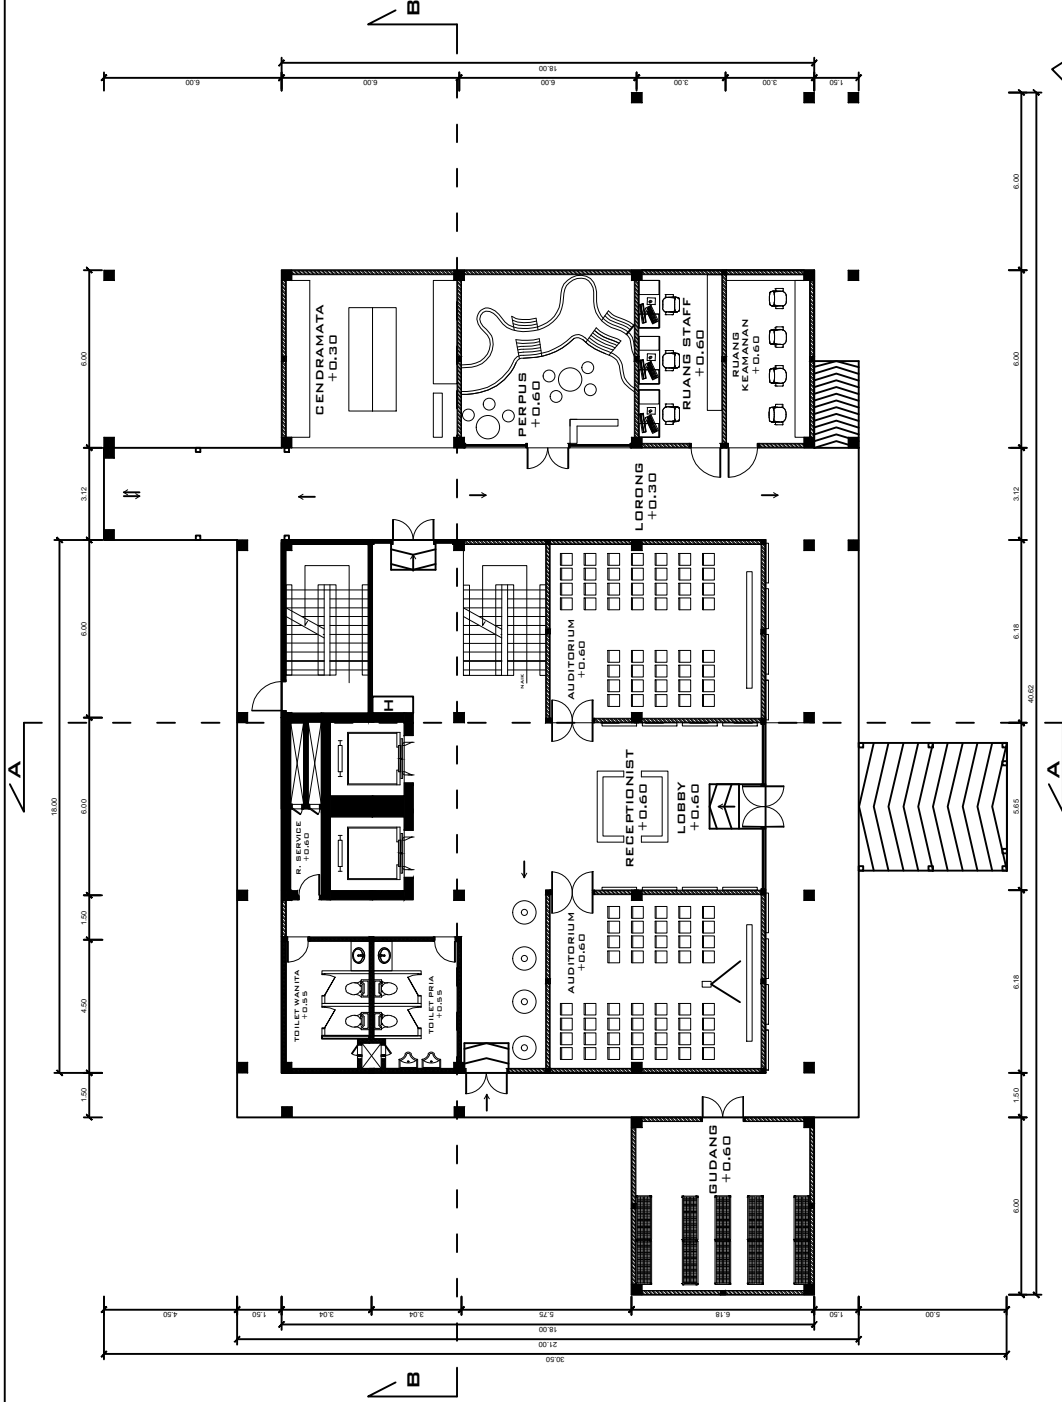 B
18.00
6.00
6.00
6.00
3.00
3.00
1.50
CENDRAMATA
+0.30
PERPUS
+0.60
RUANG STAFF
+0.60
RUANG
KEAMANAN
+0.60
6.00
6.00
6.00
3.12
LORONG
+0.30
3.12
18.00
6.00
6.00
1.50
4.50
1.50
NAIK
H
AUDITORIUM
+0.60
6.18
40.62
A
A
R. SERVICE
+0.60
RECEPTIONIST
+0.60
LOBBY
+0.60
5.65
TOILET WANITA
+0.55
TOILET PRIA
+0.55
AUDITORIUM
+0.60
6.18
1.50
GUDANG
+0.60
6.00
4.50
1.50
3.04
3.04
5.75
6.18
1.50
5.00
18.00
21.00
30.50
B